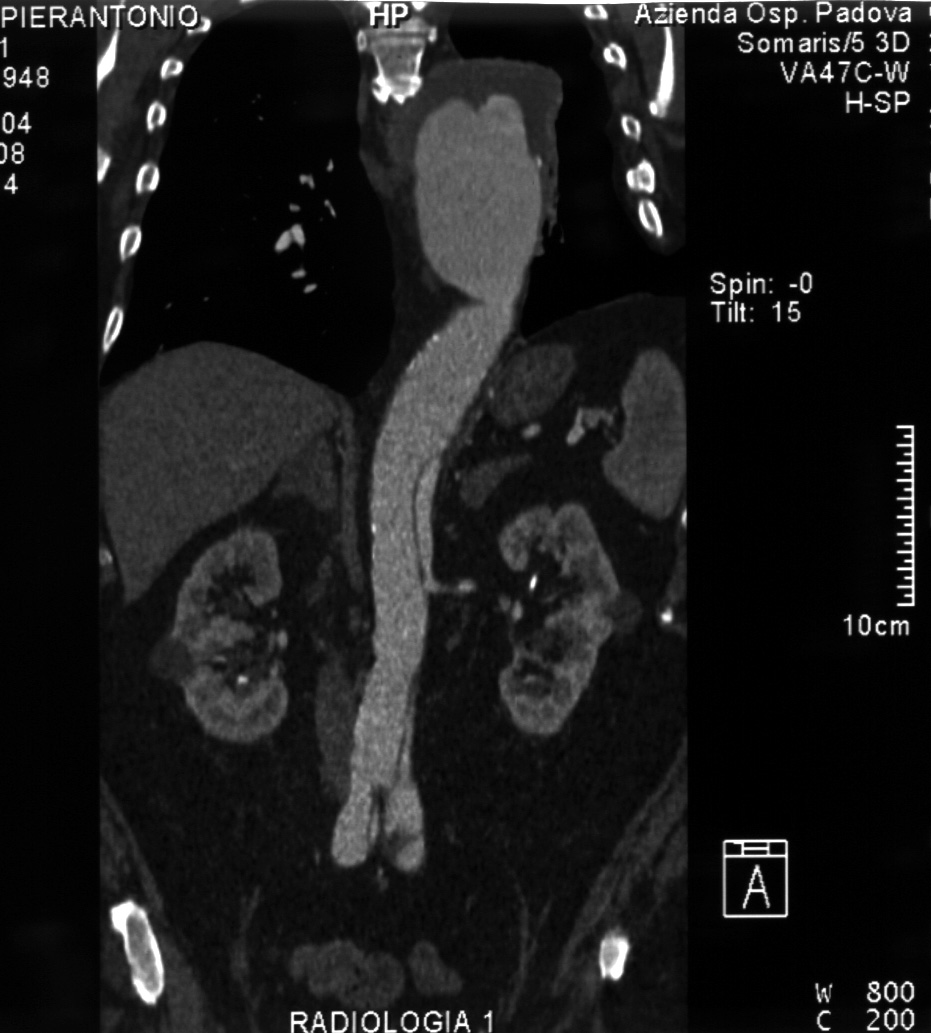 PIERANTONIO
HP
Azienda Osp. Padova
1
Somaris/5 3D
948
VA47C-W
H-SP
04
08
4
Spin: -0
Tilt: 15
10cm
A
W 800
C 200
RADIOLOGIA 1